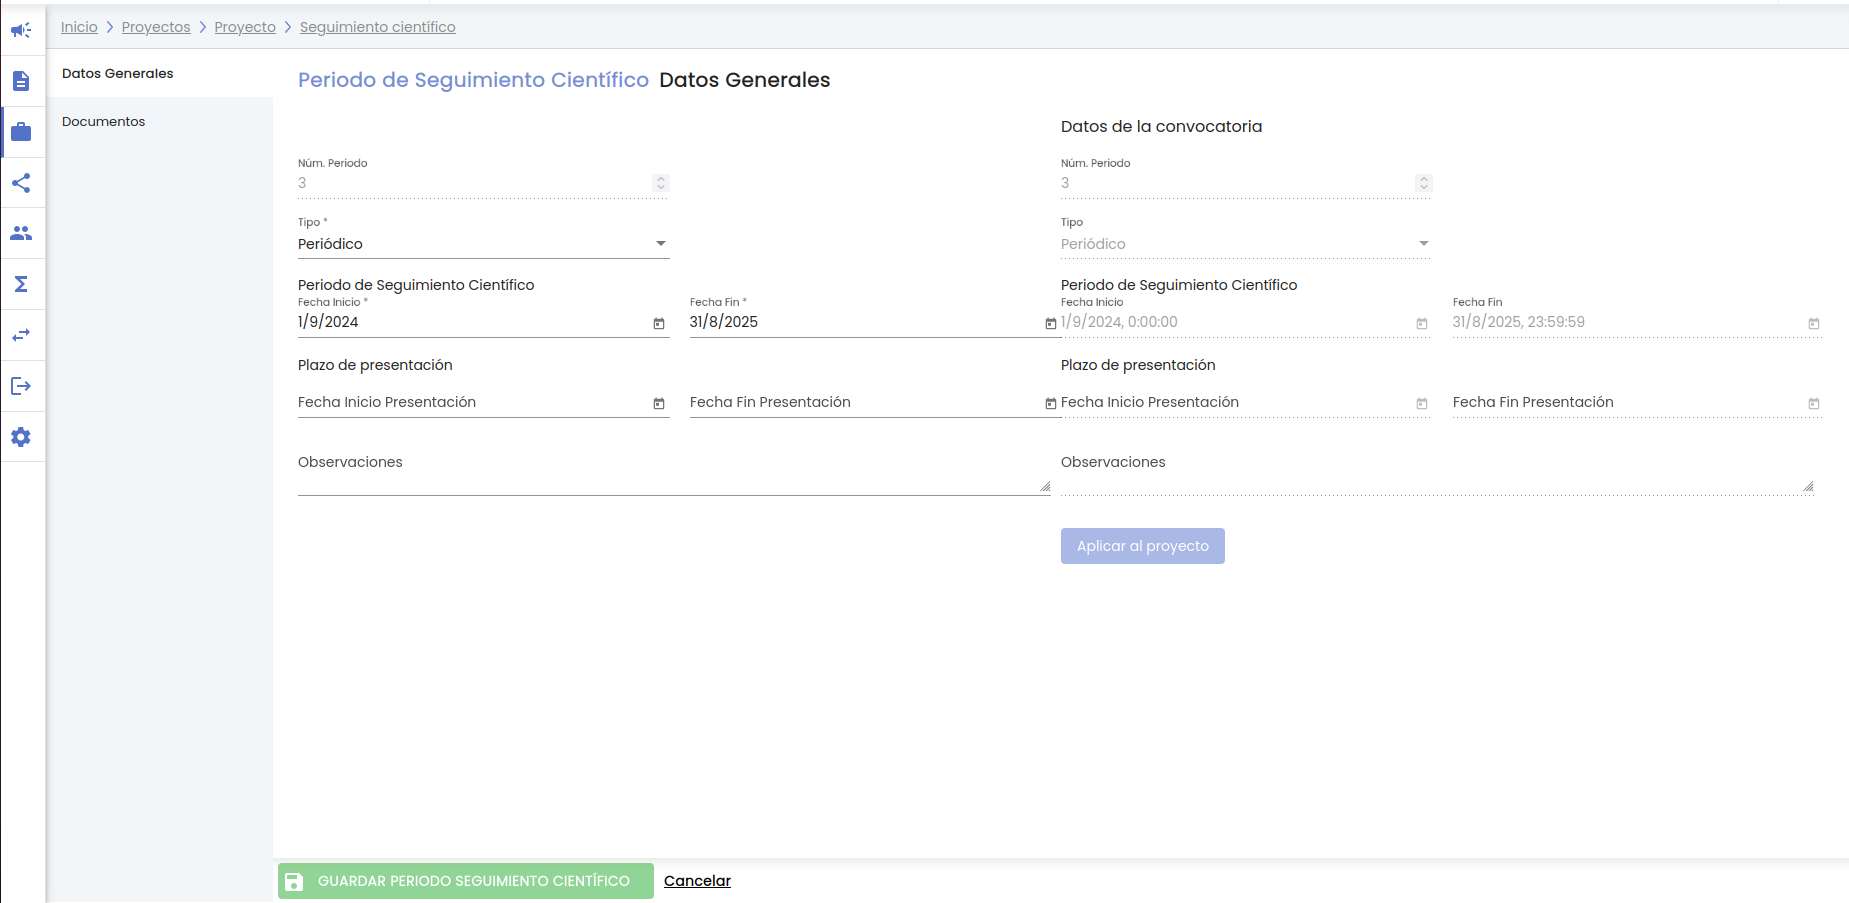 Inicio > Proyectos > Proyecto > Seguimiento científico
Datos Generales
Documentos
Periodo de Seguimiento Científico Datos Generales
Datos de la convocatoria
Núm. Periodo
3
Núm. Periodo
3
Tipo *
Periódico
Tipo
Periódico
Periodo de Seguimiento Científico
Fecha Inicio *
1/9/2024
Fecha Fin *
31/8/2025
Periodo de Seguimiento Científico
Fecha Inicio
1/9/2024, 0:00:00
Fecha Fin
31/8/2025, 23:59:59
Plazo de presentación
Fecha Inicio Presentación
Fecha Fin Presentación
Plazo de presentación
Fecha Inicio Presentación
Fecha Fin Presentación
Observaciones
Observaciones
Aplicar al proyecto
GUARDAR PERIODO SEGUIMIENTO CIENTÍFICO
Cancelar